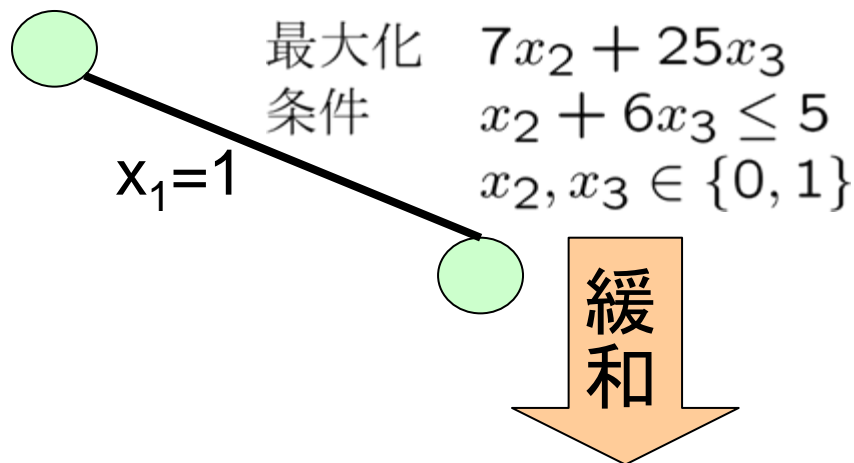 最大化 7x₂ + 25x₃
条件 x₂ + 6x₃ ≤ 5
x₂, x₃ ∈ {0, 1}
x₁=1
緩
和